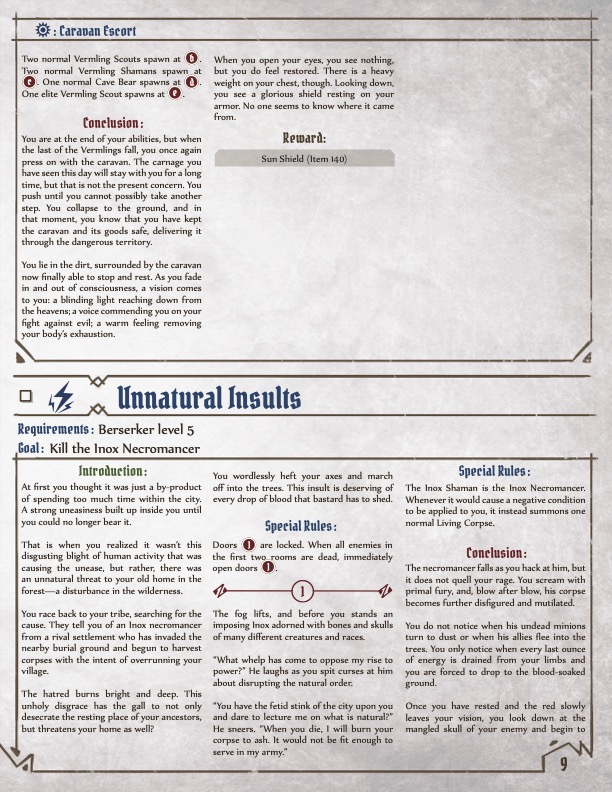 : Caravan Escort
Two normal Vermling Scouts spawn at b.
Two normal Vermling Shamans spawn at
c. One normal Cave Bear spawns at d.
One elite Vermling Scout spawns at e.
Conclusion:
You are at the end of your abilities, but when
the last of the Vermlings fall, you once again
press on with the caravan. The carnage you
have seen this day will stay with you for a long
time, but that is not the present concern. You
push until you cannot possibly take another
step. You collapse to the ground, and in
that moment, you know that you have kept
the caravan and its goods safe, delivering it
through the dangerous territory.
You lie in the dirt, surrounded by the caravan
now finally able to stop and rest. As you fade
in and out of consciousness, a vision comes
to you: a blinding light reaching down from
the heavens; a voice commending you on your
fight against evil; a warm feeling removing
your body's exhaustion.
When you open your eyes, you see nothing,
but you do feel restored. There is a heavy
weight on your chest, though. Looking down,
you see a glorious shield resting on your
armor. No one seems to know where it came
from.
Reward:
Sun Shield (Item 140)
Unnatural Insults
Requirements: Berserker level 5
Goal: Kill the Inox Necromancer
Introduction:
At first you thought it was just a by-product
of spending too much time within the city.
A strong uneasiness built up inside you until
you could no longer bear it.
That is when you realized it wasn't this
disgusting blight of human activity that was
causing the unease, but rather, there was
an unnatural threat to your old home in the
forest—a disturbance in the wilderness.
You race back to your tribe, searching for the
cause. They tell you of an Inox necromancer
from a rival settlement who has invaded the
nearby burial ground and begun to harvest
corpses with the intent of overrunning your
village.
The hatred burns bright and deep. This
unholy disgrace has the gall to not only
desecrate the resting place of your ancestors,
but threatens your home as well?
You wordlessly heft your axes and march
off into the trees. This insult is deserving of
every drop of blood that bastard has to shed.
Special Rules:
Doors 1 are locked. When all enemies in
the first two rooms are dead, immediately
open doors 1.
1
The fog lifts, and before you stands an
imposing Inox adorned with bones and skulls
of many different creatures and races.
"What whelp has come to oppose my rise to
power?" He laughs as you spit curses at him
about disrupting the natural order.
"You have the fetid stink of the city upon you
and dare to lecture me on what is natural?"
He sneers. "When you die, I will burn your
corpse to ash. It would not be fit enough to
serve in my army."
Special Rules:
The Inox Shaman is the Inox Necromancer.
Whenever it would cause a negative condition
to be applied to you, it instead summons one
normal Living Corpse.
Conclusion:
The necromancer falls as you hack at him, but
it does not quell your rage. You scream with
primal fury, and, blow after blow, his corpse
becomes further disfigured and mutilated.
You do not notice when his undead minions
turn to dust or when his allies flee into the
trees. You only notice when every last ounce
of energy is drained from your limbs and
you are forced to drop to the blood-soaked
ground.
Once you have rested and the red slowly
leaves your vision, you look down at the
mangled skull of your enemy and begin to
9